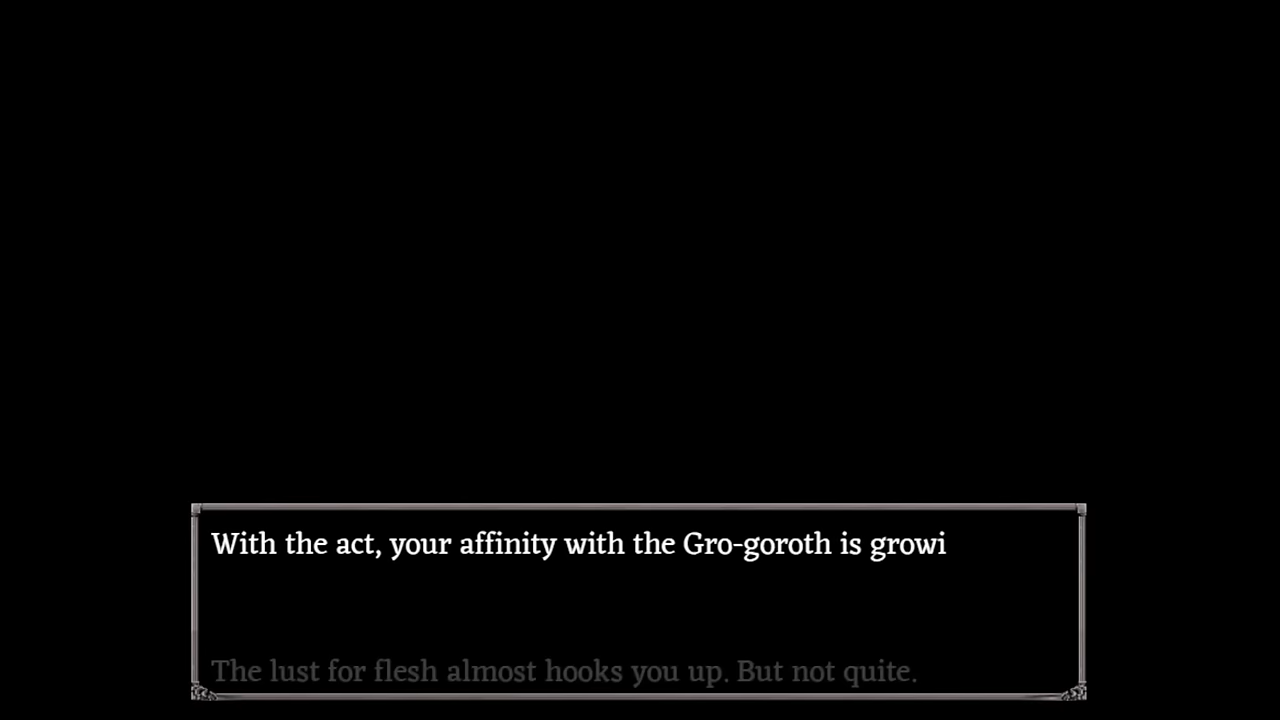 With the act, your affinity with the Gro-goroth is growi
The lust for flesh almost hooks you up. But not quite.